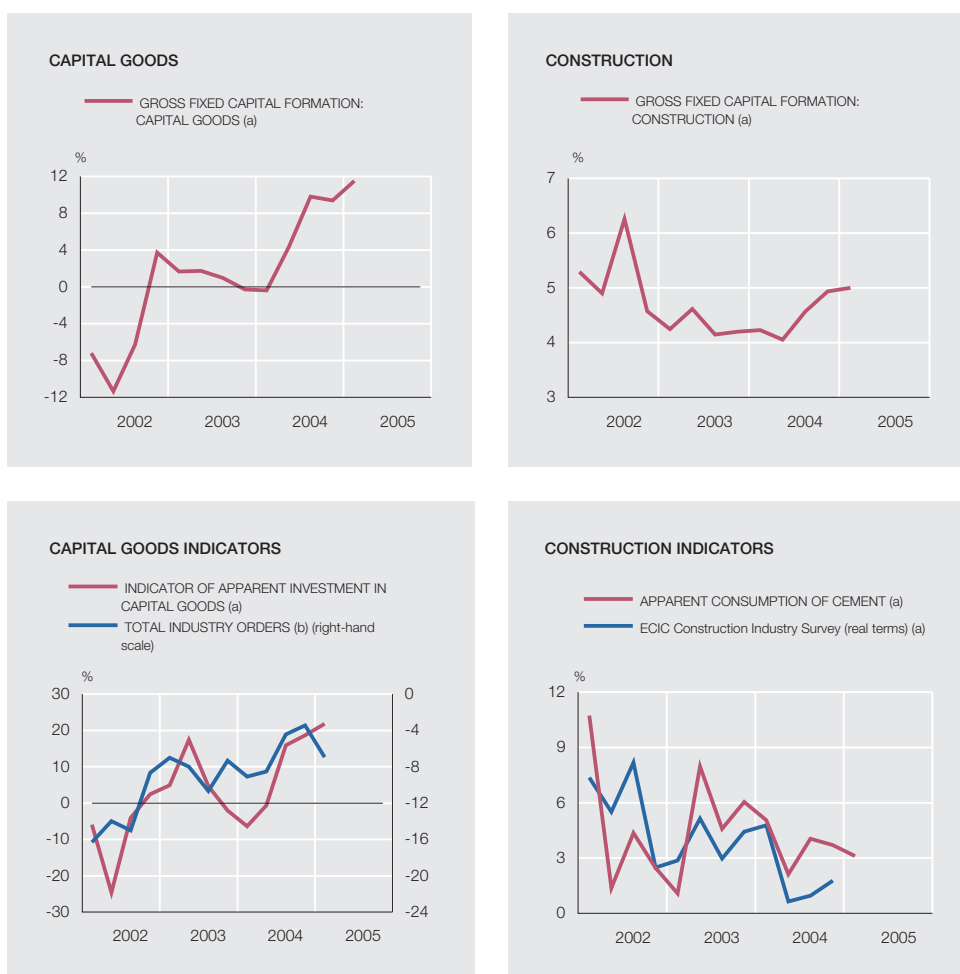 CAPITAL GOODS
GROSS FIXED CAPITAL FORMATION:
CAPITAL GOODS (a)
%
12
8
4
0
-4
-8
-12
2002 2003 2004 2005
CONSTRUCTION
GROSS FIXED CAPITAL FORMATION:
CONSTRUCTION (a)
%
7
6
5
4
3
2002 2003 2004 2005
CAPITAL GOODS INDICATORS
INDICATOR OF APPARENT INVESTMENT IN
CAPITAL GOODS (a)
TOTAL INDUSTRY ORDERS (b) (right-hand
scale)
%
30 0
20 -4
10 -8
0 -12
-10 -16
-20 -20
-30 -24
2002 2003 2004 2005
CONSTRUCTION INDICATORS
APPARENT CONSUMPTION OF CEMENT (a)
ECIC Construction Industry Survey (real terms) (a)
%
12
9
6
3
0
2002 2003 2004 2005